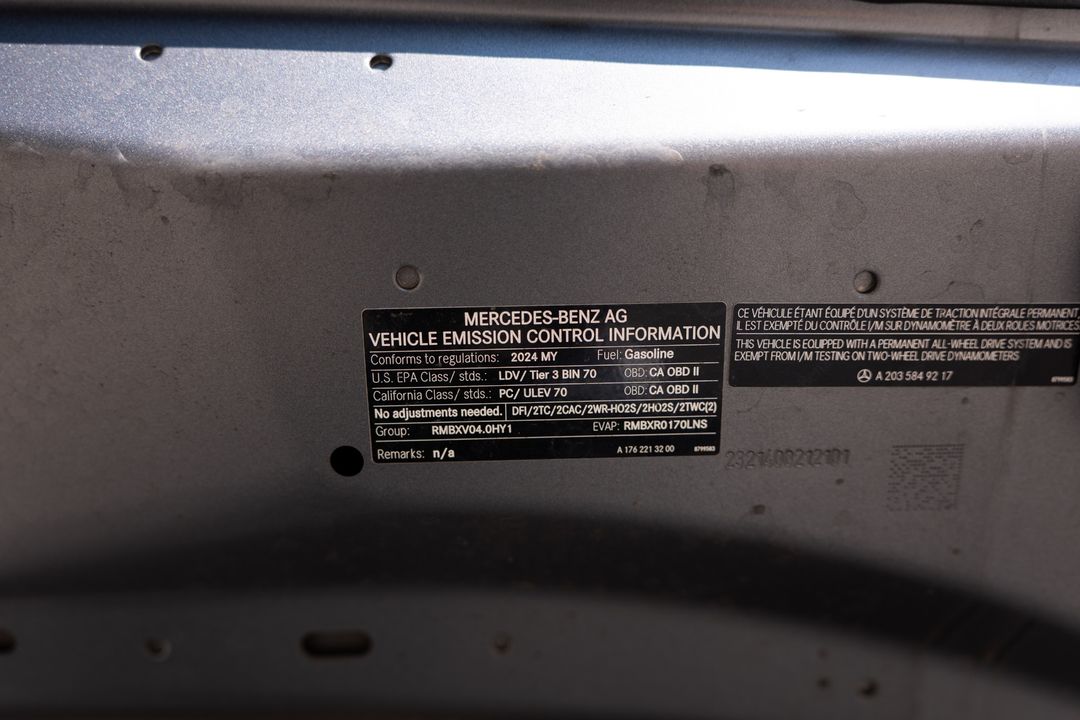 MERCEDES-BENZ AG
VEHICLE EMISSION CONTROL INFORMATION
Conforms to regulations: 2024 MY Fuel: Gasoline
U.S. EPA Class/ stds.: LDV/ Tier 3 BIN 70 OBD: CA OBD II
California Class/ stds.: PC/ ULEV 70 OBD: CA OBD II
No adjustments needed. DFI/2TC/2CAC/2WR-HO2S/2HO2S/2TWC(2)
Group: RMBXV04.0HY1 EVAP: RMBXR0170LNS
Remarks: n/a A 176 221 32 00 8799583
CE VÉHICULE ÉTANT ÉQUIPÉ D'UN SYSTÈME DE TRACTION INTÉGRALE PERMANENT,
IL EST EXEMPTÉ DU CONTRÔLE I/M SUR DYNAMOMÈTRE À DEUX ROUES MOTRICES
THIS VEHICLE IS EQUIPPED WITH A PERMANENT ALL-WHEEL DRIVE SYSTEM AND IS
EXEMPT FROM I/M TESTING ON TWO-WHEEL DRIVE DYNAMOMETERS
A 203 584 92 17